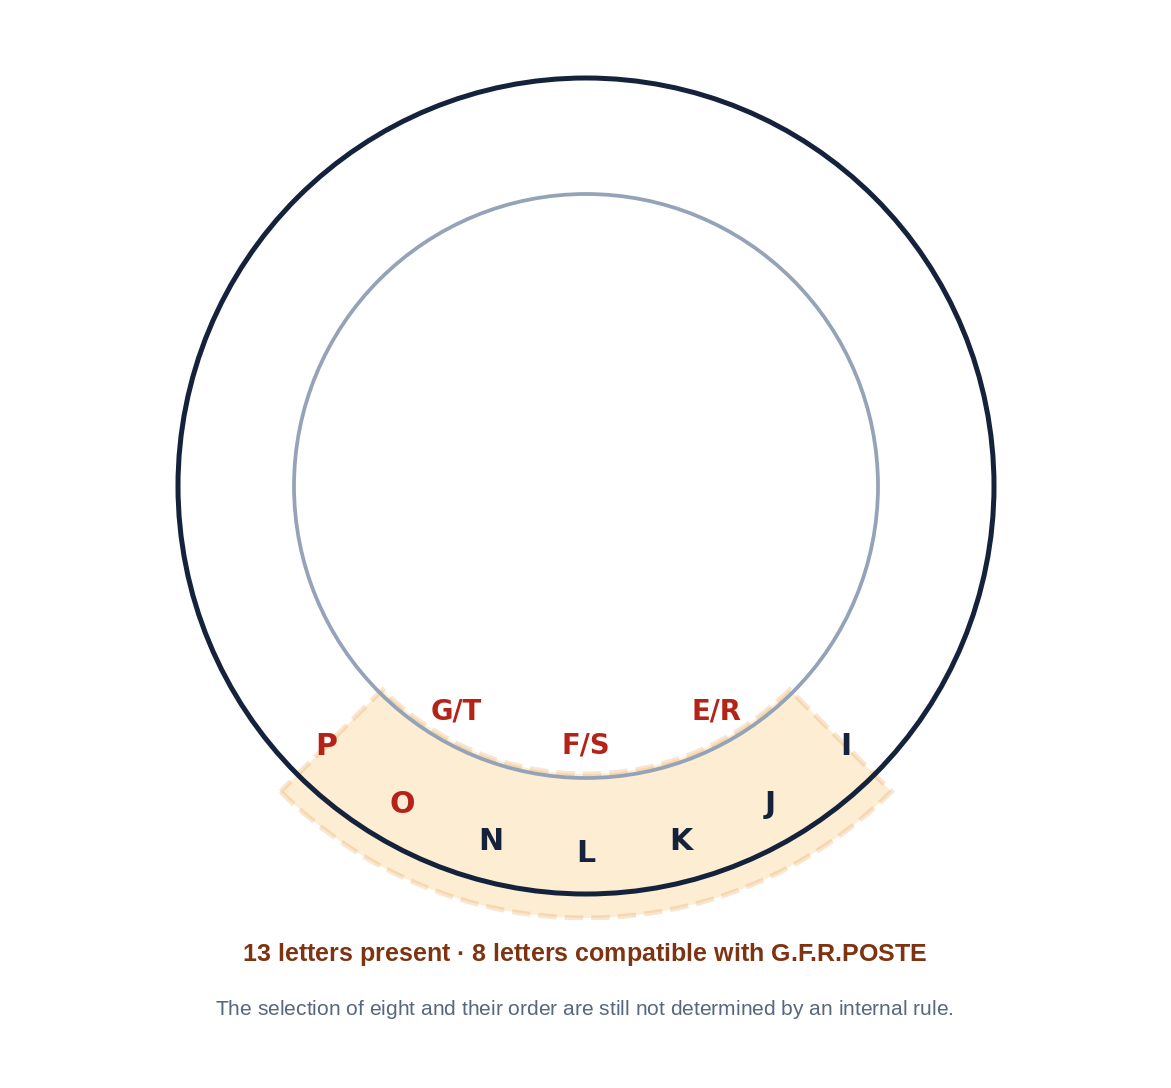 G/T
E/R
F/S
P
I
O
J
N
K
L
13 letters present · 8 letters compatible with G.F.R.POSTE
The selection of eight and their order are still not determined by an internal rule.